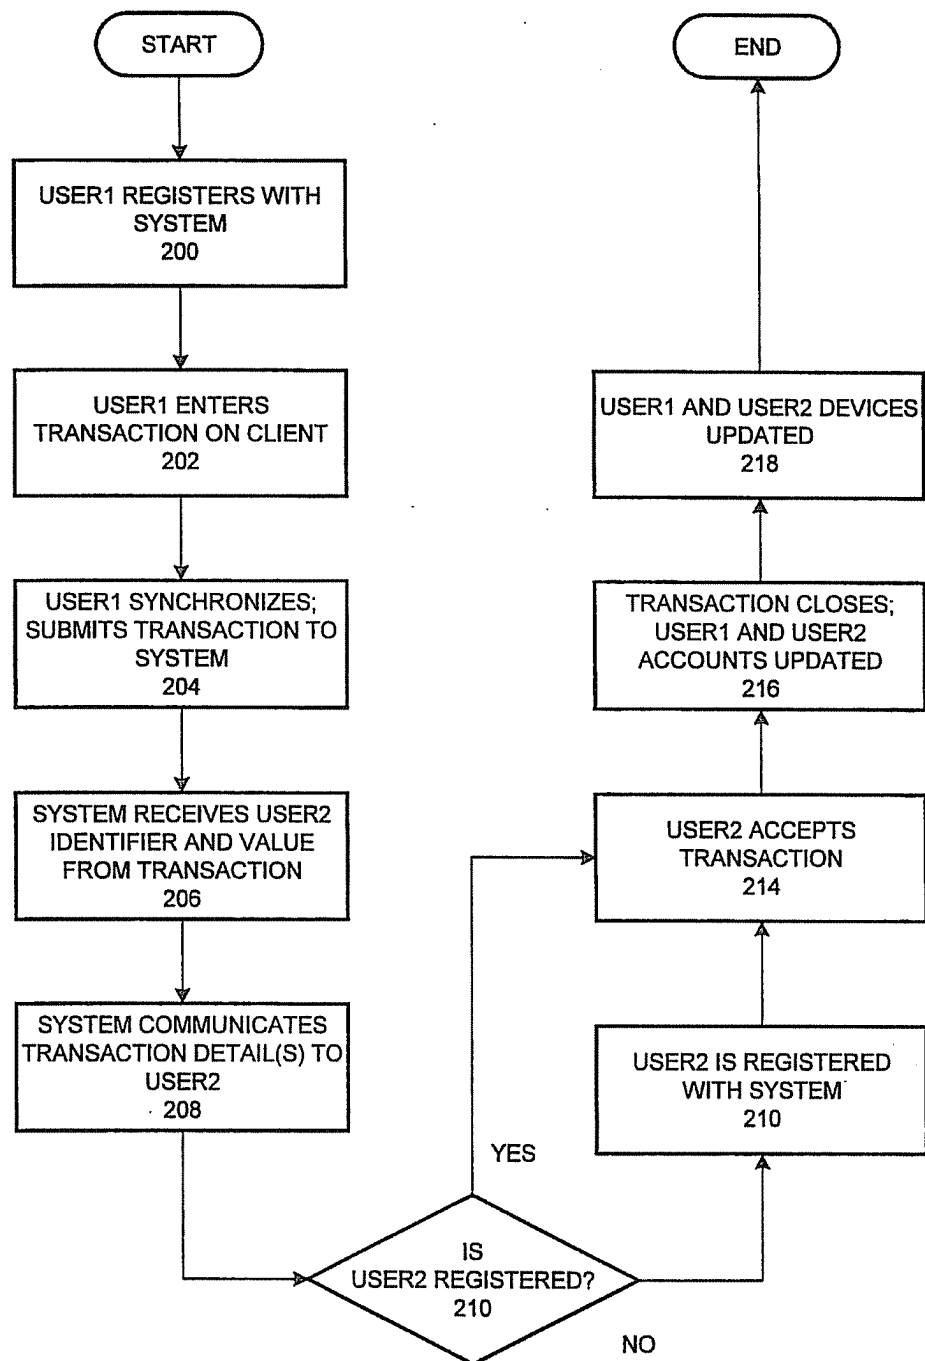 START
USER1 REGISTERS WITH
SYSTEM
200
USER1 ENTERS
TRANSACTION ON CLIENT
202
USER1 SYNCHRONIZES;
SUBMITS TRANSACTION TO
SYSTEM
204
SYSTEM RECEIVES USER2
IDENTIFIER AND VALUE
FROM TRANSACTION
206
SYSTEM COMMUNICATES
TRANSACTION DETAIL(S) TO
USER2
208
IS
USER2 REGISTERED?
210
YES
NO
USER2 IS REGISTERED
WITH SYSTEM
210
USER2 ACCEPTS
TRANSACTION
214
TRANSACTION CLOSES;
USER1 AND USER2
ACCOUNTS UPDATED
216
USER1 AND USER2 DEVICES
UPDATED
218
END